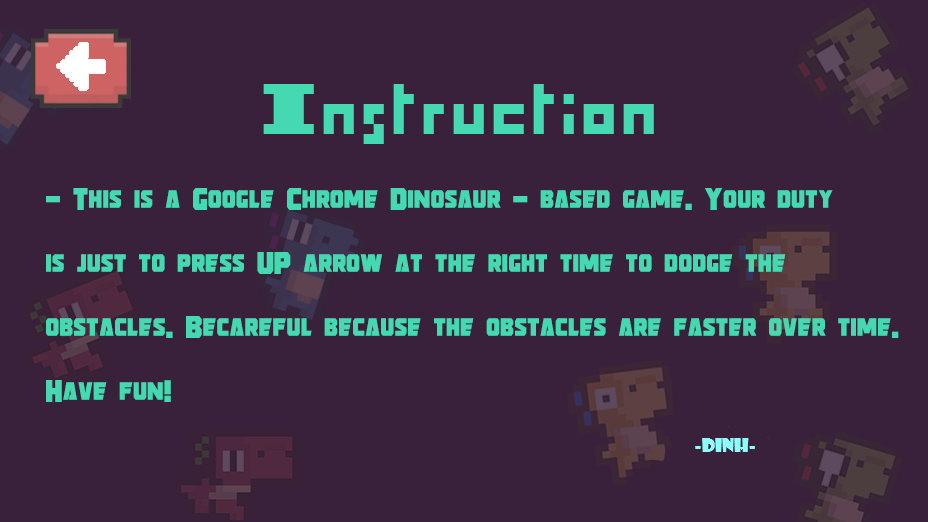 Instruction
- This is a Google Chrome Dinosaur - based game. Your duty
is just to press UP arrow at the right time to dodge the
obstacles. Becareful because the obstacles are faster over time.
Have fun!
-DINH-